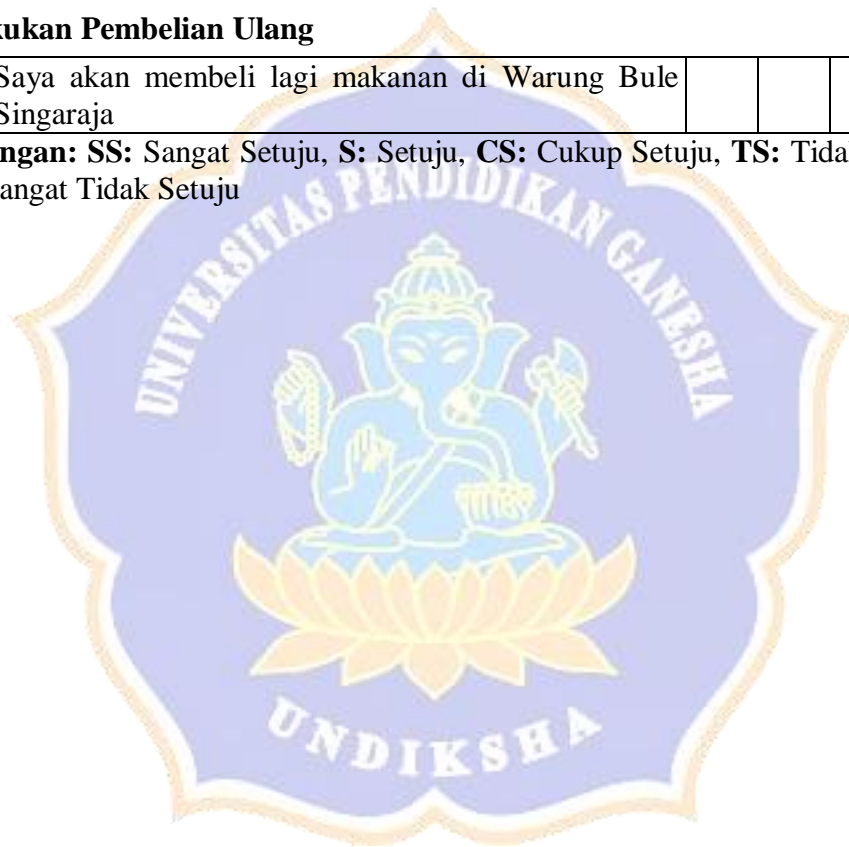 kukan Pembelian Ulang
Saya akan membeli lagi makanan di Warung Bule
Singaraja
ngan: SS: Sangat Setuju, S: Setuju, CS: Cukup Setuju, TS: Tida
angat Tidak Setuju
UNIVERSITAS PENDIDIKAN GANESHA
UNDIKSHA